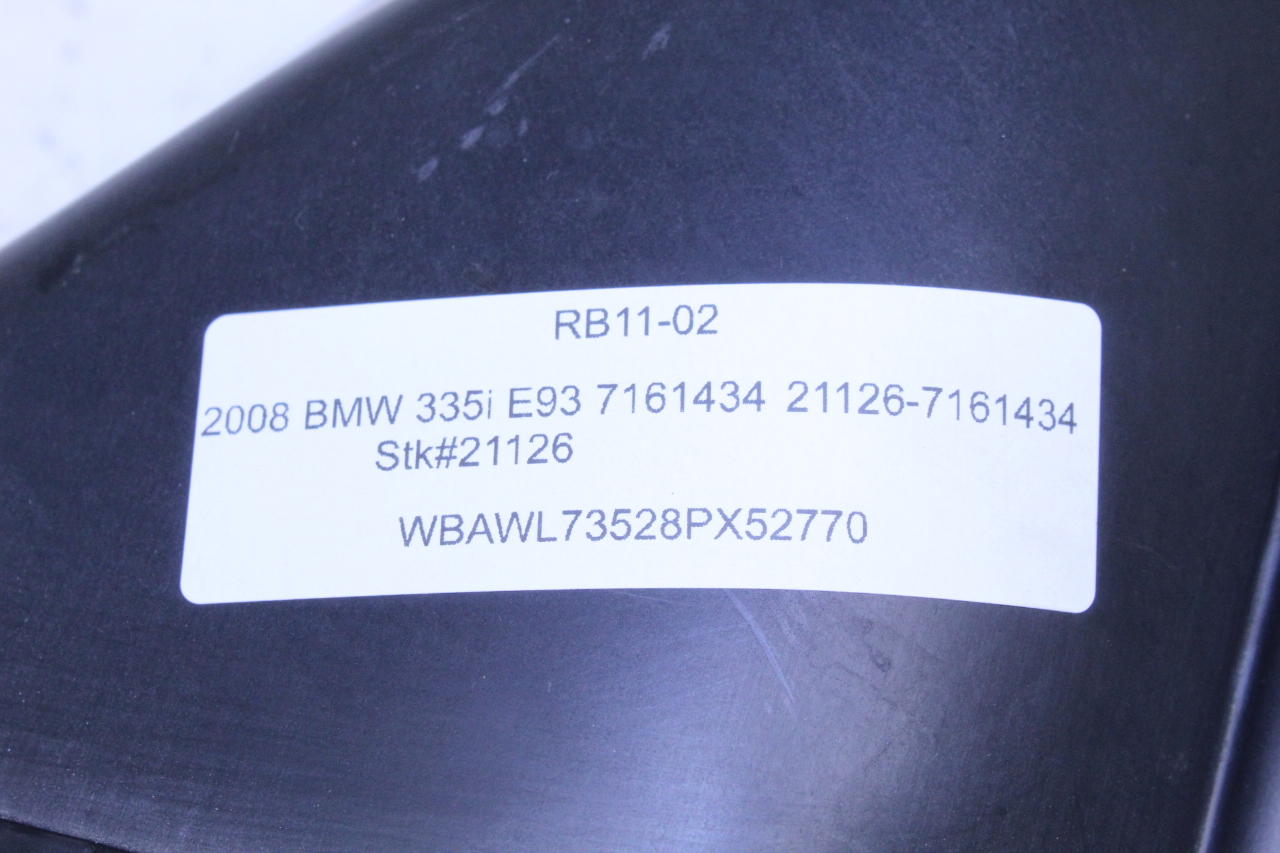 RB11-02
2008 BMW 335i E93 7161434 21126-7161434
Stk#21126
WBAWL73528PX52770